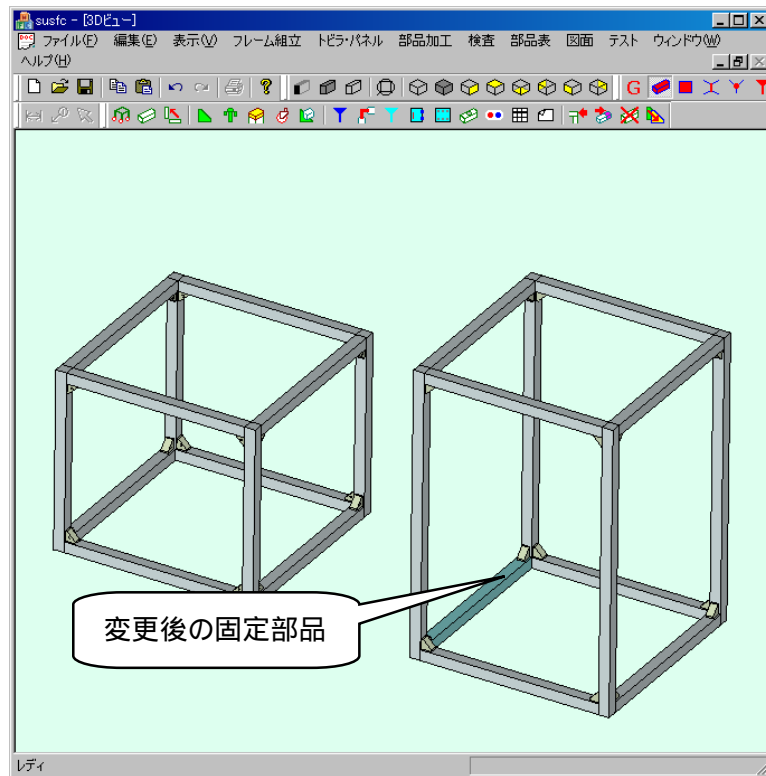 susfc - [3Dビュー]
ファイル(F) 編集(E) 表示(V) フレーム組立 トビラ・パネル 部品加工 検査 部品表 図面 テスト ウィンドウ(W)
ヘルプ(H)
G
変更後の固定部品
レディ